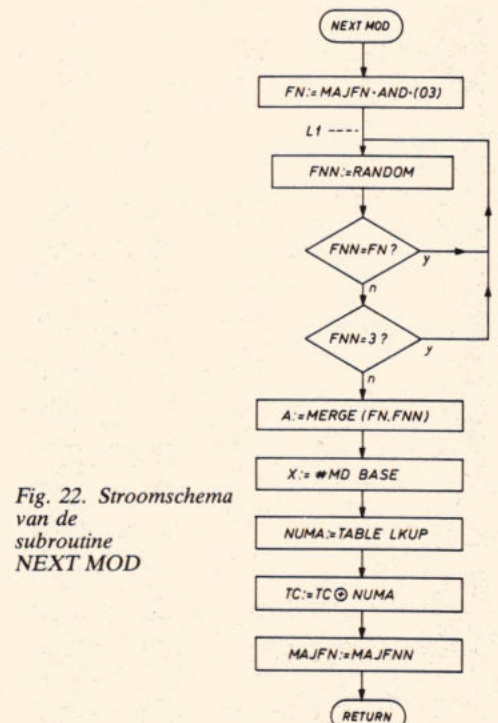 NEXT MOD
FN:=MAJFN·AND·(03)
L1 ----
FNN:=RANDOM
FNN=FN?
y
n
FNN=3?
y
n
A:=MERGE (FN.FNN)
X:= #MD BASE
NUMA:=TABLE LKUP
TC:=TC ⊕ NUMA
MAJFN:=MAJFNN
RETURN
Fig. 22. Stroomschema
van de
subroutine
NEXT MOD